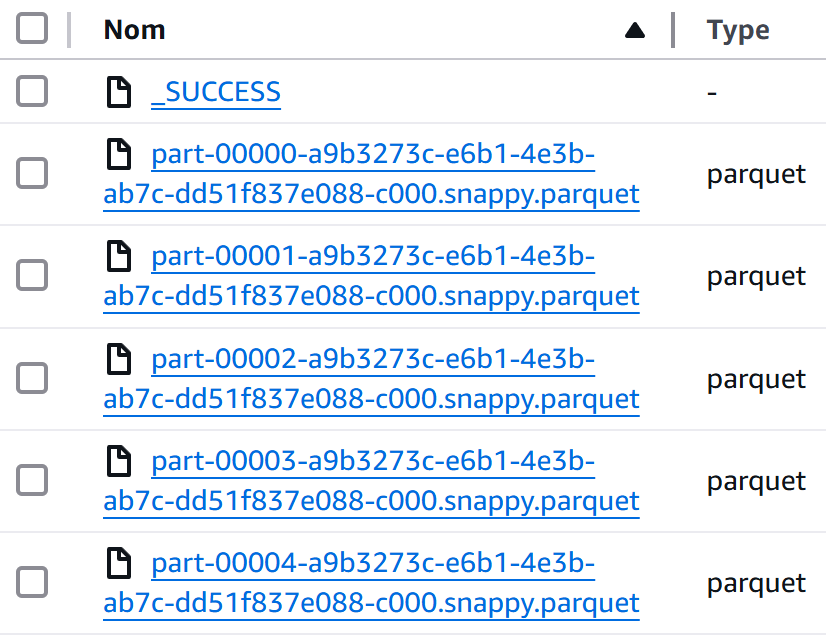 Nom Type
_SUCCESS -
part-00000-a9b3273c-e6b1-4e3b-
ab7c-dd51f837e088-c000.snappy.parquet
parquet
part-00001-a9b3273c-e6b1-4e3b-
ab7c-dd51f837e088-c000.snappy.parquet
parquet
part-00002-a9b3273c-e6b1-4e3b-
ab7c-dd51f837e088-c000.snappy.parquet
parquet
part-00003-a9b3273c-e6b1-4e3b-
ab7c-dd51f837e088-c000.snappy.parquet
parquet
part-00004-a9b3273c-e6b1-4e3b-
ab7c-dd51f837e088-c000.snappy.parquet
parquet